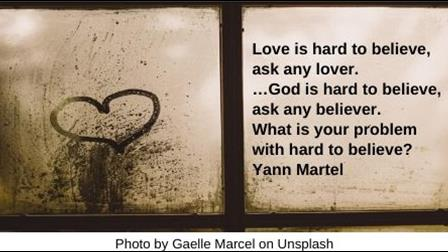 Love is hard to believe,
ask any lover.
…God is hard to believe,
ask any believer.
What is your problem
with hard to believe?
Yann Martel
Photo by Gaelle Marcel on Unsplash